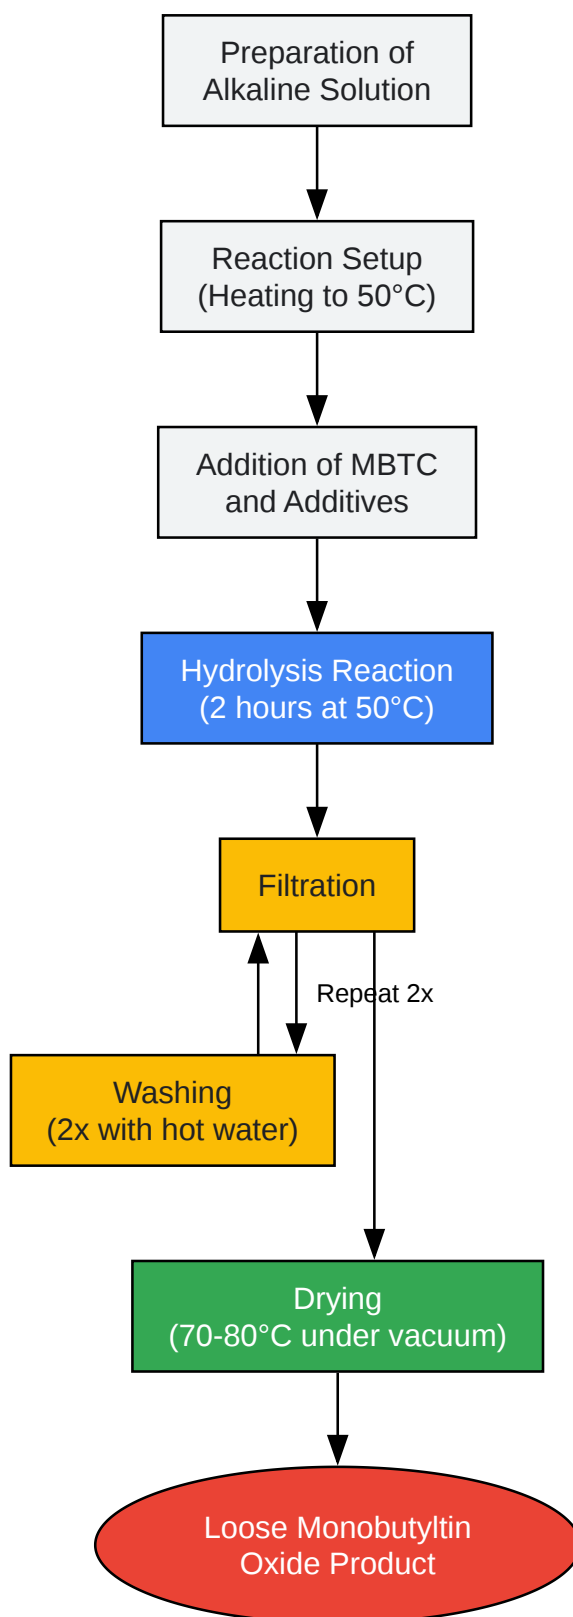 Preparation of
Alkaline Solution
Reaction Setup
(Heating to 50°C)
Addition of MBTC
and Additives
Hydrolysis Reaction
(2 hours at 50°C)
Filtration
Repeat 2x
Washing
(2x with hot water)
Drying
(70-80°C under vacuum)
Loose Monobutyltin
Oxide Product